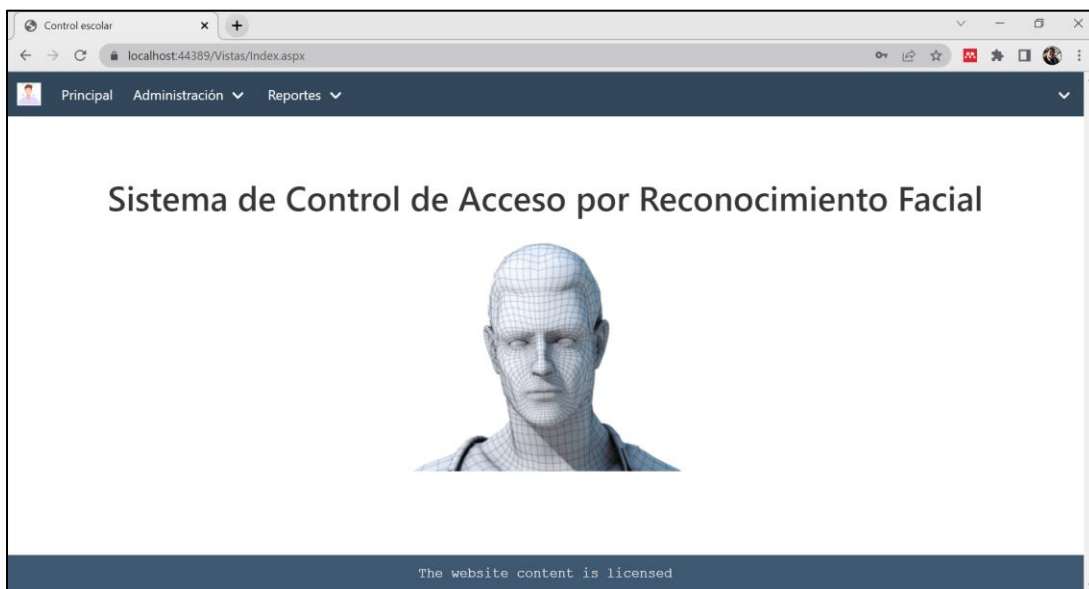 Control escolar
localhost:44389/Vistas/Index.aspx
Principal Administración Reportes
Sistema de Control de Acceso por Reconocimiento Facial
The website content is licensed